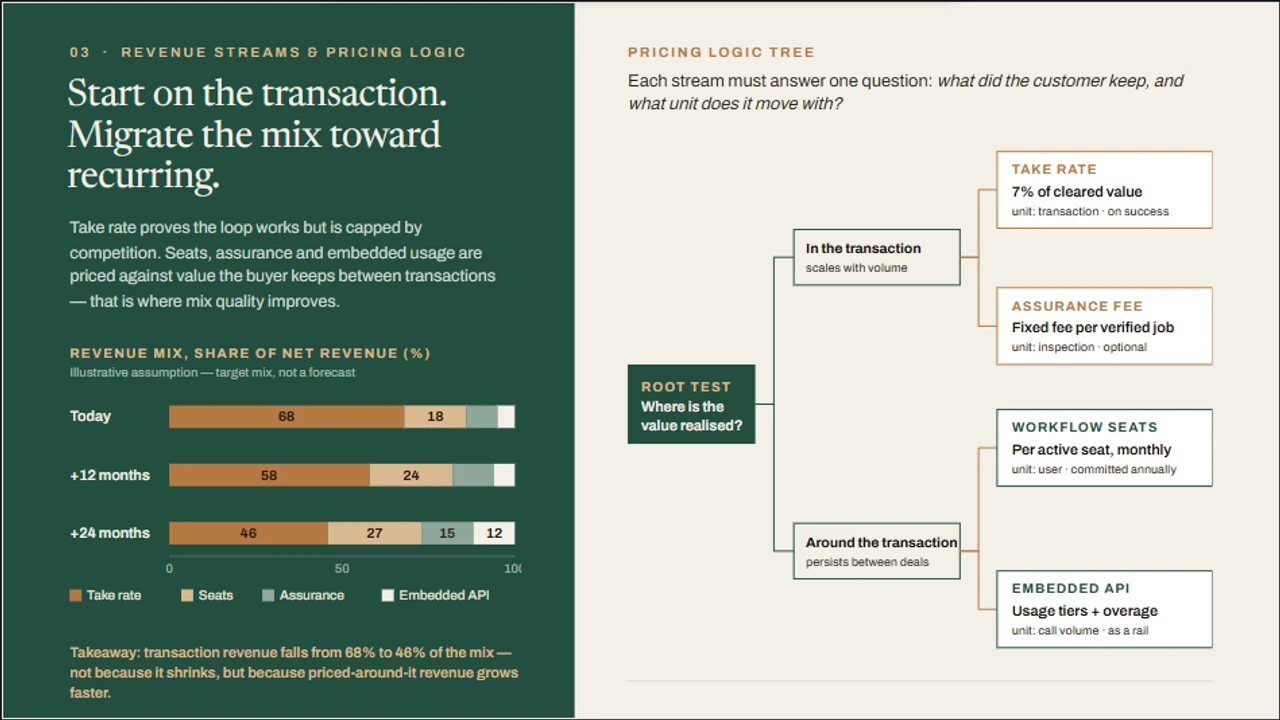 03 · REVENUE STREAMS & PRICING LOGIC
Start on the transaction.
Migrate the mix toward
recurring.
Take rate proves the loop works but is capped by
competition. Seats, assurance and embedded usage are
priced against value the buyer keeps between transactions
— that is where mix quality improves.
REVENUE MIX, SHARE OF NET REVENUE (%)
Illustrative assumption — target mix, not a forecast
Today 68 18
+12 months 58 24
+24 months 46 27 15 12
0 50 100
Take rate Seats Assurance Embedded API
Takeaway: transaction revenue falls from 68% to 46% of the mix —
not because it shrinks, but because priced-around-it revenue grows
faster.
PRICING LOGIC TREE
Each stream must answer one question: what did the customer keep, and
what unit does it move with?
ROOT TEST
Where is the
value realised?
In the transaction
scales with volume
TAKE RATE
7% of cleared value
unit: transaction · on success
ASSURANCE FEE
Fixed fee per verified job
unit: inspection · optional
Around the transaction
persists between deals
WORKFLOW SEATS
Per active seat, monthly
unit: user · committed annually
EMBEDDED API
Usage tiers + overage
unit: call volume · as a rail